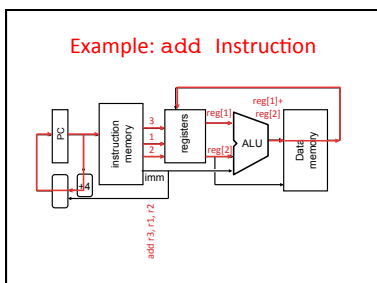 Example: add Instruction
reg[1]+
reg[2]
3
reg[1]
1
2
reg[2]
PC
instruction
memory
registers
ALU
Data
memory
imm
+4
add r3, r1, r2